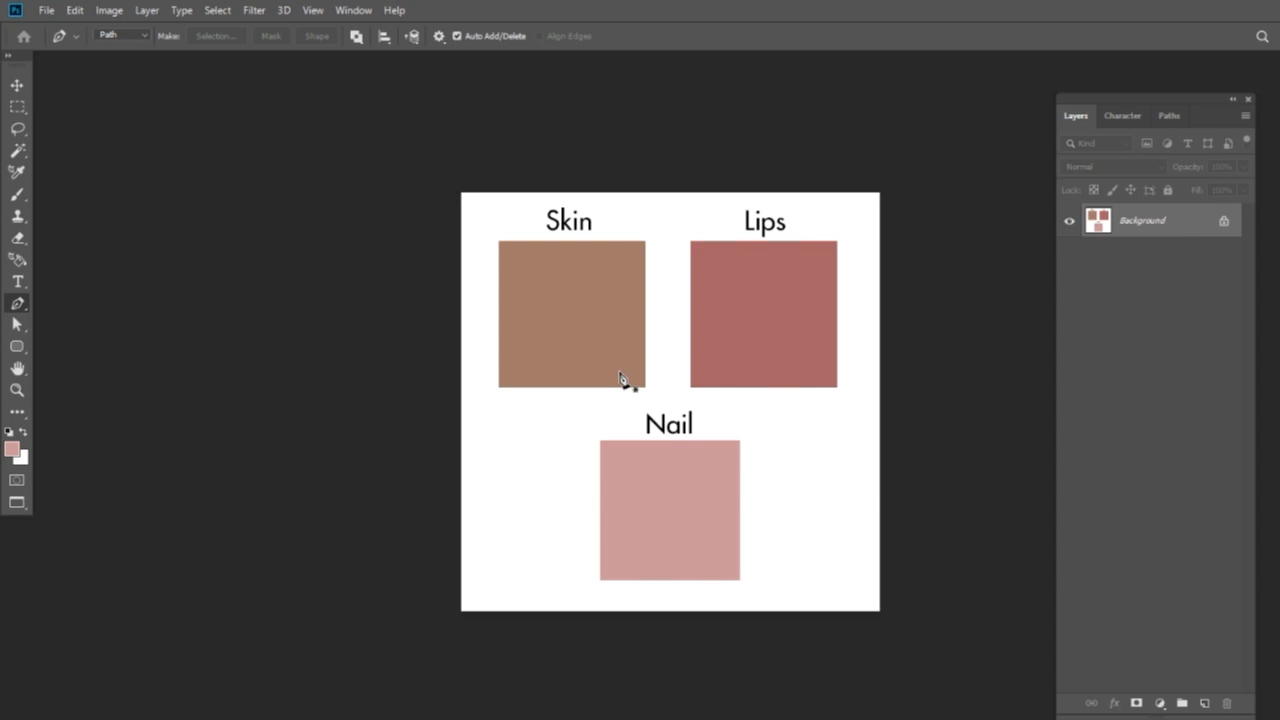 Ps File Edit Image Layer Type Select Filter 3D View Window Help
Path Make: Selection... Mask Shape Auto Add/Delete Align Edges
Layers Character Paths
Kind
Normal Opacity: 100%
Lock: Fill: 100%
Background
Skin Lips
Nail